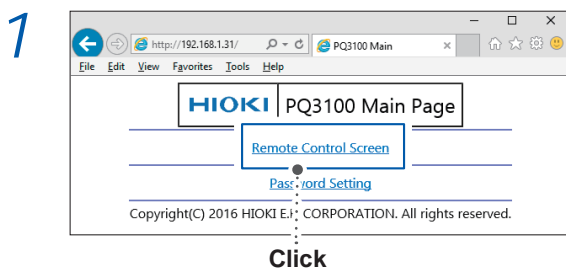 1
http://192.168.1.31/ PQ3100 Main
File Edit View Favorites Tools Help
HIOKI PQ3100 Main Page
Remote Control Screen
Password Setting
Copyright(C) 2016 HIOKI E.E. CORPORATION. All rights reserved.
Click